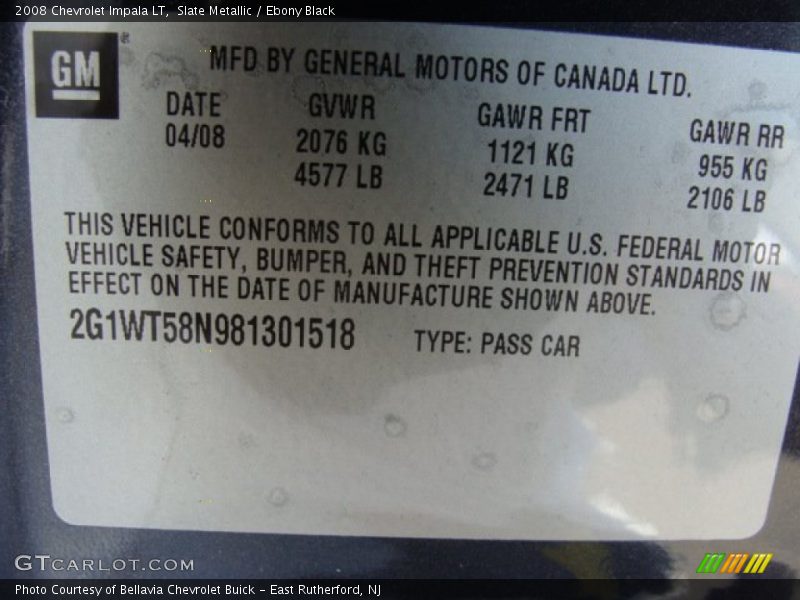 2008 Chevrolet Impala LT,  Slate Metallic / Ebony Black
GM
MFD BY GENERAL MOTORS OF CANADA LTD.
DATE GVWR GAWR FRT GAWR RR
04/08 2076 KG 1121 KG 955 KG
4577 LB 2471 LB 2106 LB
THIS VEHICLE CONFORMS TO ALL APPLICABLE U.S. FEDERAL MOTOR
VEHICLE SAFETY, BUMPER, AND THEFT PREVENTION STANDARDS IN
EFFECT ON THE DATE OF MANUFACTURE SHOWN ABOVE.
2G1WT58N981301518 TYPE: PASS CAR
GTCARLOT.COM
Photo Courtesy of Bellavia Chevrolet Buick - East Rutherford, NJ